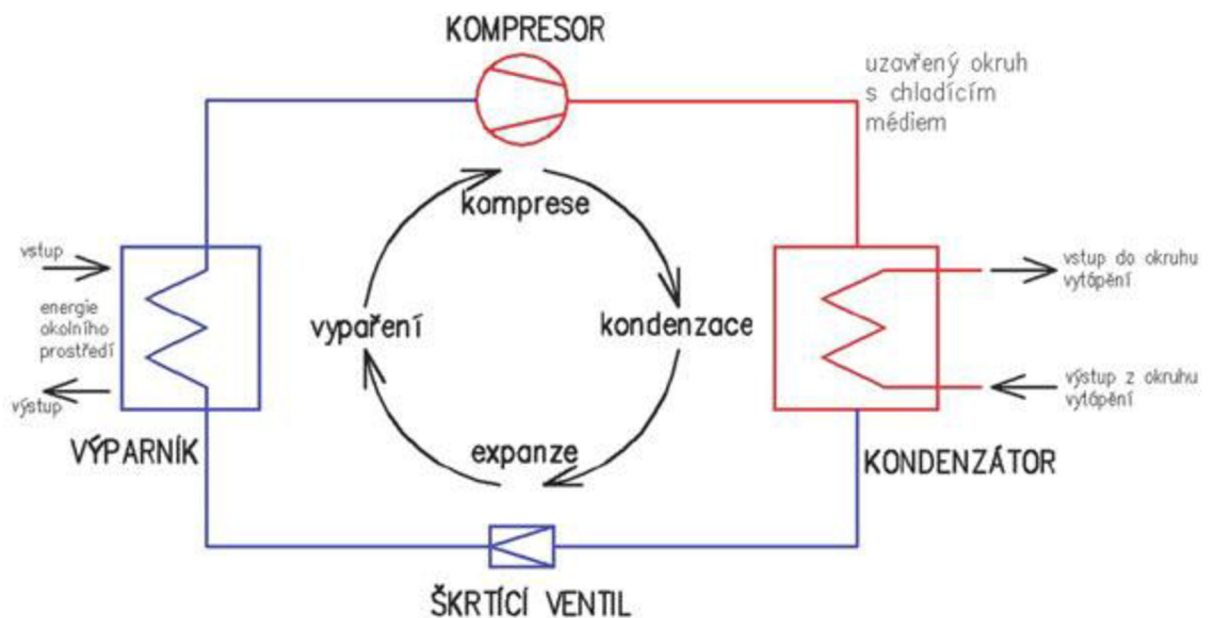 KOMPRESOR
uzavřený okruh
s chladícím
médiem
komprese
vstup
energie
okolního
prostředí
výstup
vypaření
kondenzace
vstup do okruhu
vytápění
výstup z okruhu
vytápění
VÝPARNÍK
expanze
KONDENZÁTOR
ŠKRTÍCÍ VENTIL